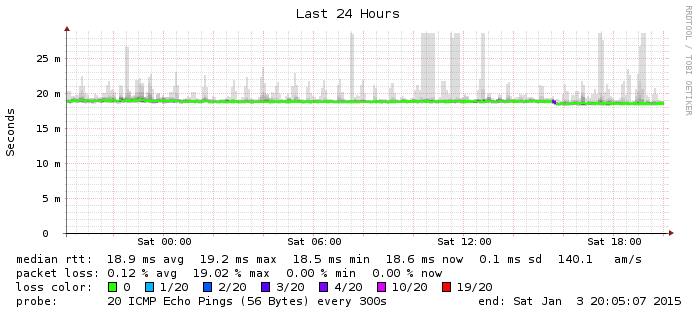 Last 24 Hours
RRDTOOL / TOBI OETIKER
Seconds
25 m
20 m
15 m
10 m
5 m
0
Sat 00:00 Sat 06:00 Sat 12:00 Sat 18:00
median rtt: 18.9 ms avg 19.2 ms max 18.5 ms min 18.6 ms now 0.1 ms sd 140.1 am/s
packet loss: 0.12 % avg 19.02 % max 0.00 % min 0.00 % now
loss color: 0 1/20 2/20 3/20 4/20 10/20 19/20
probe: 20 ICMP Echo Pings (56 Bytes) every 300s end: Sat Jan 3 20:05:07 2015